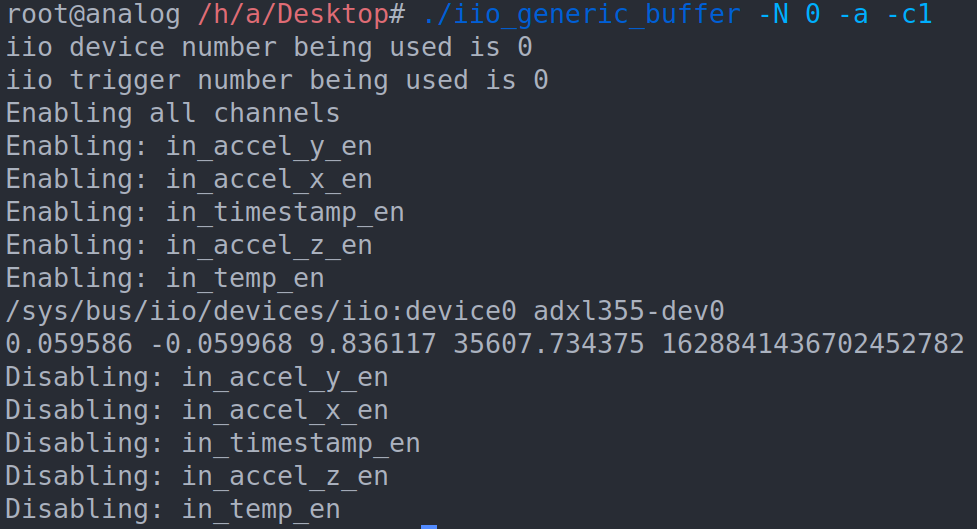 root@analog /h/a/Desktop# ./iio_generic_buffer -N 0 -a -c1
iio device number being used is 0
iio trigger number being used is 0
Enabling all channels
Enabling: in_accel_y_en
Enabling: in_accel_x_en
Enabling: in_timestamp_en
Enabling: in_accel_z_en
Enabling: in_temp_en
/sys/bus/iio/devices/iio:device0 adxl355-dev0
0.059586 -0.059968 9.836117 35607.734375 1628841436702452782
Disabling: in_accel_y_en
Disabling: in_accel_x_en
Disabling: in_timestamp_en
Disabling: in_accel_z_en
Disabling: in_temp_en